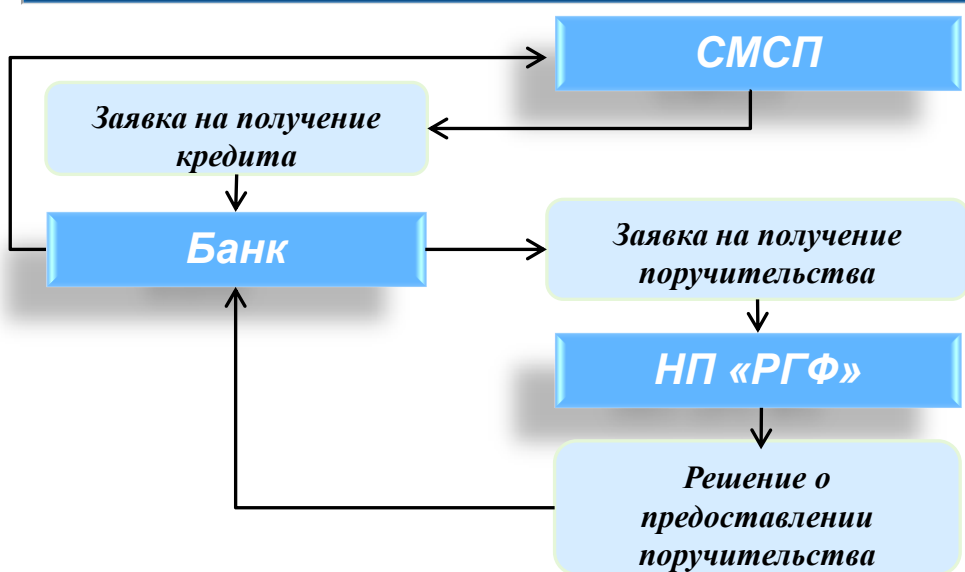 СМСП
Заявка на получение
кредита
Банк
Заявка на получение
поручительства
НП «РГФ»
Решение о
предоставлении
поручительства